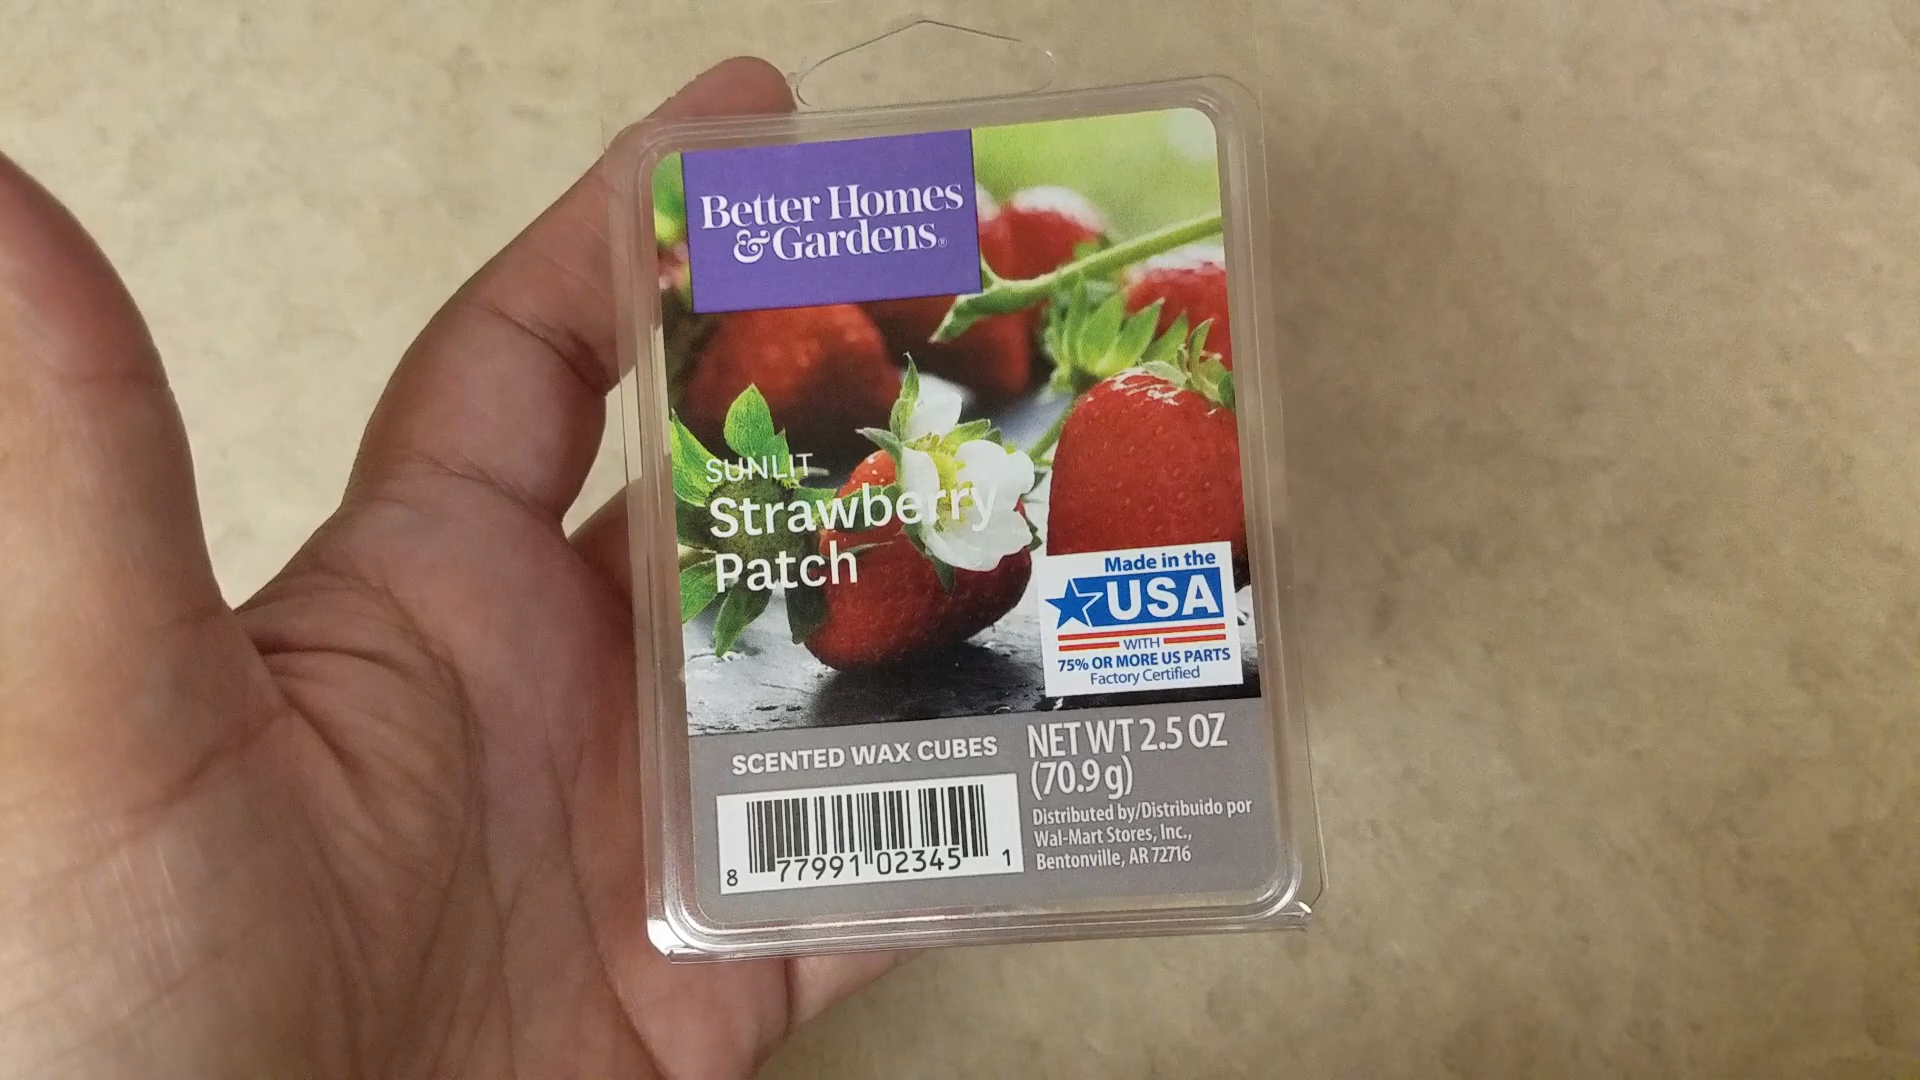 Better Homes
& Gardens®
SUNLIT
Strawberry
Patch
Made in the
USA
WITH
75% OR MORE US PARTS
Factory Certified
SCENTED WAX CUBES
NET WT 2.5 OZ
(70.9 g)
Distributed by/Distribuido por
Wal-Mart Stores, Inc.,
Bentonville, AR 72716
8 77991 02345 1